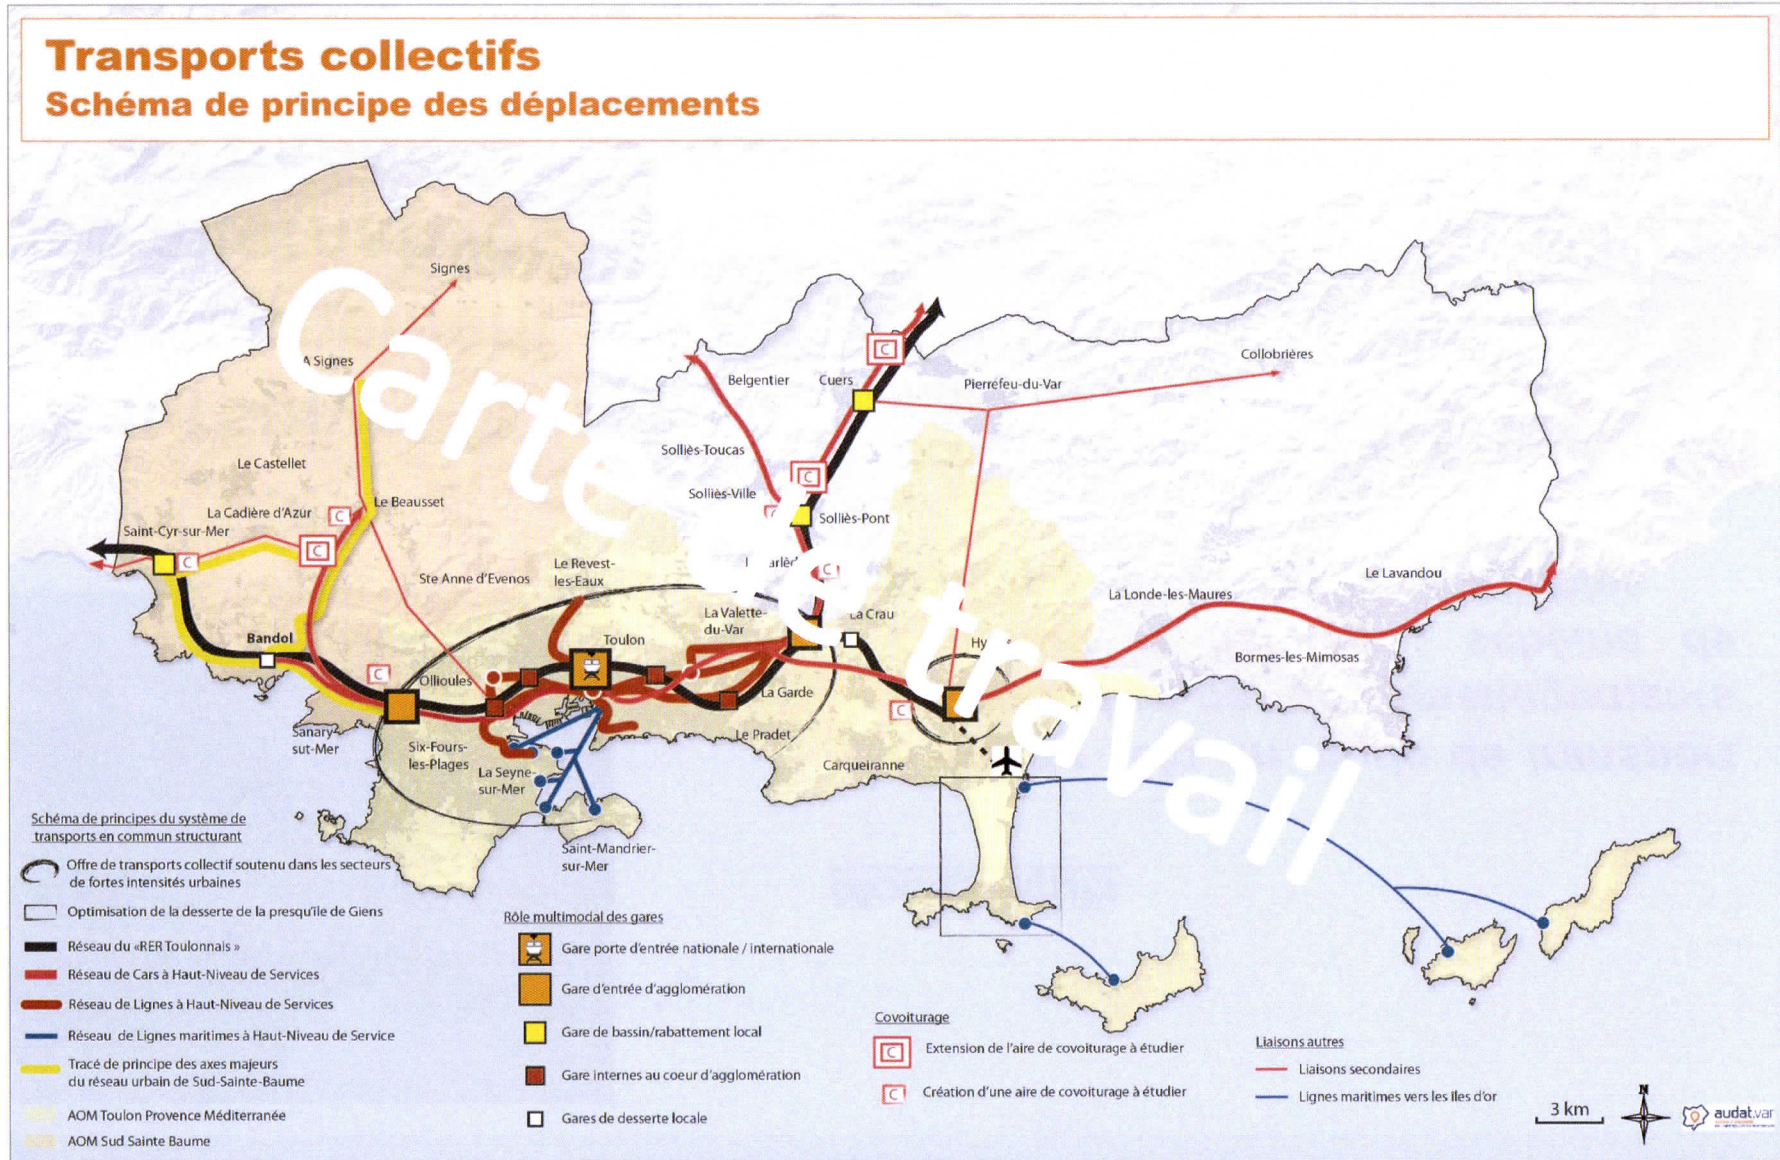 Transports collectifs
Schéma de principe des déplacements
Carte de travail
Signes
A Signes
Belgentier
Cuers
Pierrefeu-du-Var
Collobrières
Solliès-Toucas
Le Castellet
Solliès-Ville
Solliès-Pont
La Cadière d'Azur
Le Beausset
Saint-Cyr-sur-Mer
Ste Anne d'Evenos
Le Revest-
les-Eaux
Le Lavandou
La Londe-les-Maures
La Valette-
du-Var
La Crau
Bandol
Toulon
Bormes-les-Mimosas
Ollioules
La Garde
Sanary
sut-Mer
Six-Fours-
les-Plages
Le Pradet
Carqueiranne
La Seyne-
sur-Mer
Saint-Mandrier-
sur-Mer
C
C
C
C
C
C
C
C
Schéma de principes du système de
transports en commun structurant
Offre de transports collectif soutenu dans les secteurs
de fortes intensités urbaines
Optimisation de la desserte de la presqu'île de Giens
Réseau du «RER Toulonnais »
Réseau de Cars à Haut-Niveau de Services
Réseau de Lignes à Haut-Niveau de Services
Réseau de Lignes maritimes à Haut-Niveau de Service
Tracé de principe des axes majeurs
du réseau urbain de Sud-Sainte-Baume
AOM Toulon Provence Méditerranée
AOM Sud Sainte Baume
Rôle multimodal des gares
Gare porte d'entrée nationale / internationale
Gare d'entrée d'agglomération
Gare de bassin/rabattement local
Gare internes au coeur d'agglomération
Gares de desserte locale
Covoiturage
C Extension de l'aire de covoiturage à étudier
C Création d'une aire de covoiturage à étudier
Liaisons autres
Liaisons secondaires
Lignes maritimes vers les îles d'or
3 km
N
audat.var